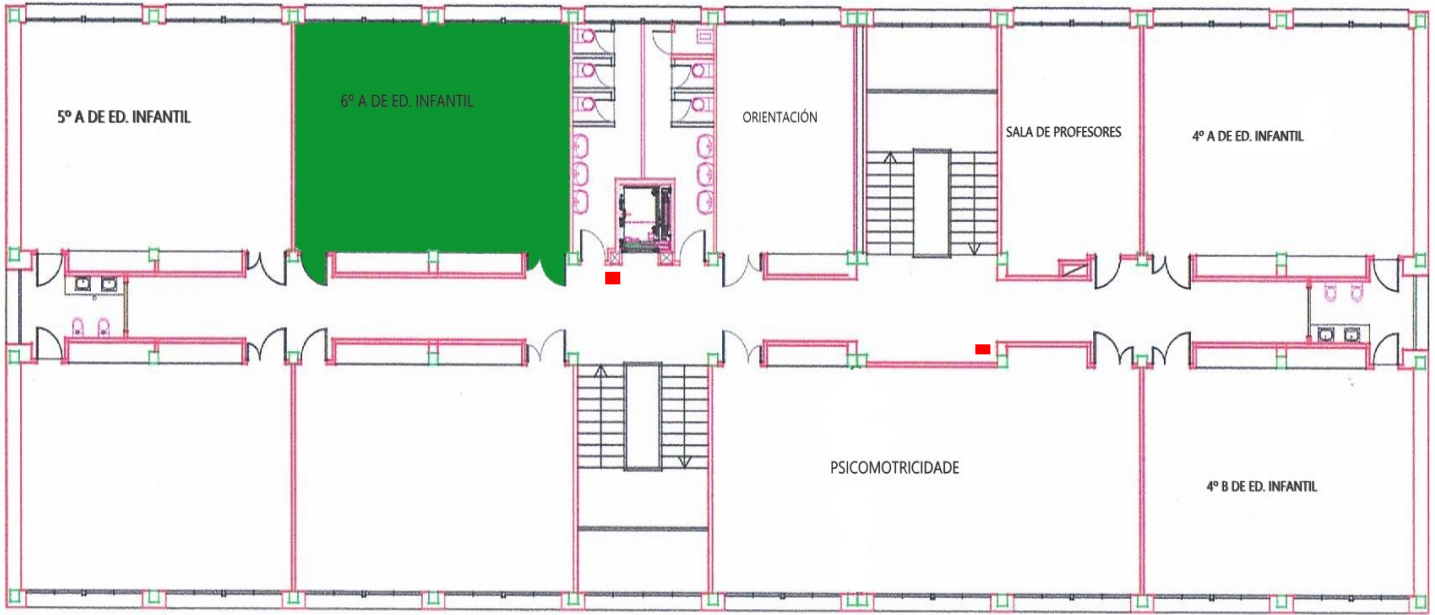 5º A DE ED. INFANTIL
6º A DE ED. INFANTIL
ORIENTACIÓN
SALA DE PROFESORES
4º A DE ED. INFANTIL
PSICOMOTRICIDADE
4º B DE ED. INFANTIL